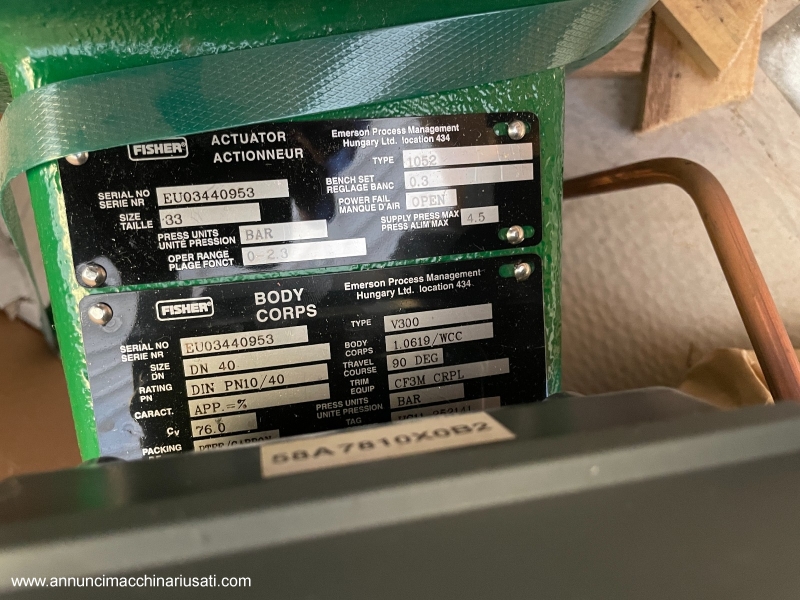 FISHER®
ACTUATOR
ACTIONNEUR
Emerson Process Management
Hungary Ltd. location 434
SERIAL NO
SERIE NR
EU03440953
SIZE
TAILLE
33
PRESS UNITS
UNITE PRESSION
BAR
OPER RANGE
PLAGE FONCT
0-2.3
TYPE
1052
BENCH SET
REGLAGE BANC
0.3
POWER FAIL
MANQUE D'AIR
OPEN
SUPPLY PRESS MAX
PRESS ALIM MAX
4.5
FISHER®
BODY
CORPS
Emerson Process Management
Hungary Ltd. location 434
SERIAL NO
SERIE NR
EU03440953
SIZE
DN
DN 40
RATING
PN
DIN PN10/40
CARACT.
APP.=%
CV
76.0
PACKING
TYPE
V300
BODY
CORPS
1.0619/WCC
TRAVEL
COURSE
90 DEG
TRIM
EQUIP
CF3M CRPL
PRESS UNITS
UNITE PRESSION
BAR
TAG
58A7810X0B2
www.annuncimacchinariusati.com